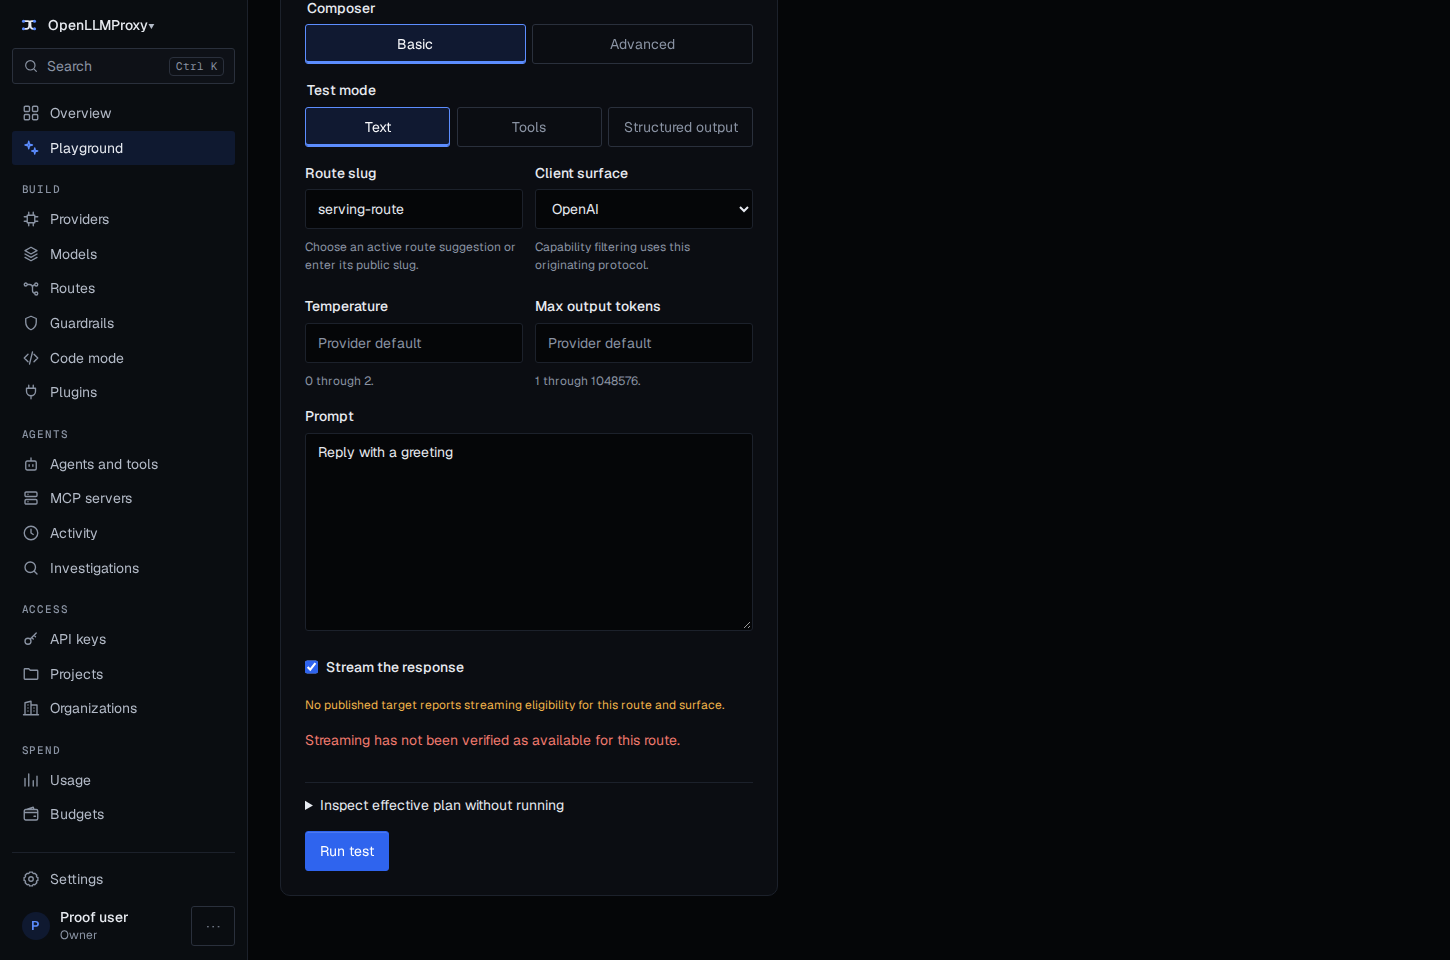 OpenLLMProxy▾
Search Ctrl K
Overview
Playground
BUILD
Providers
Models
Routes
Guardrails
Code mode
Plugins
AGENTS
Agents and tools
MCP servers
Activity
Investigations
ACCESS
API keys
Projects
Organizations
SPEND
Usage
Budgets
Settings
P
Proof user
Owner
...
Composer
Basic Advanced
Test mode
Text Tools Structured output
Route slug Client surface
serving-route OpenAI
Choose an active route suggestion or
enter its public slug.
Capability filtering uses this
originating protocol.
Temperature Max output tokens
Provider default Provider default
0 through 2. 1 through 1048576.
Prompt
Reply with a greeting
Stream the response
No published target reports streaming eligibility for this route and surface.
Streaming has not been verified as available for this route.
Inspect effective plan without running
Run test